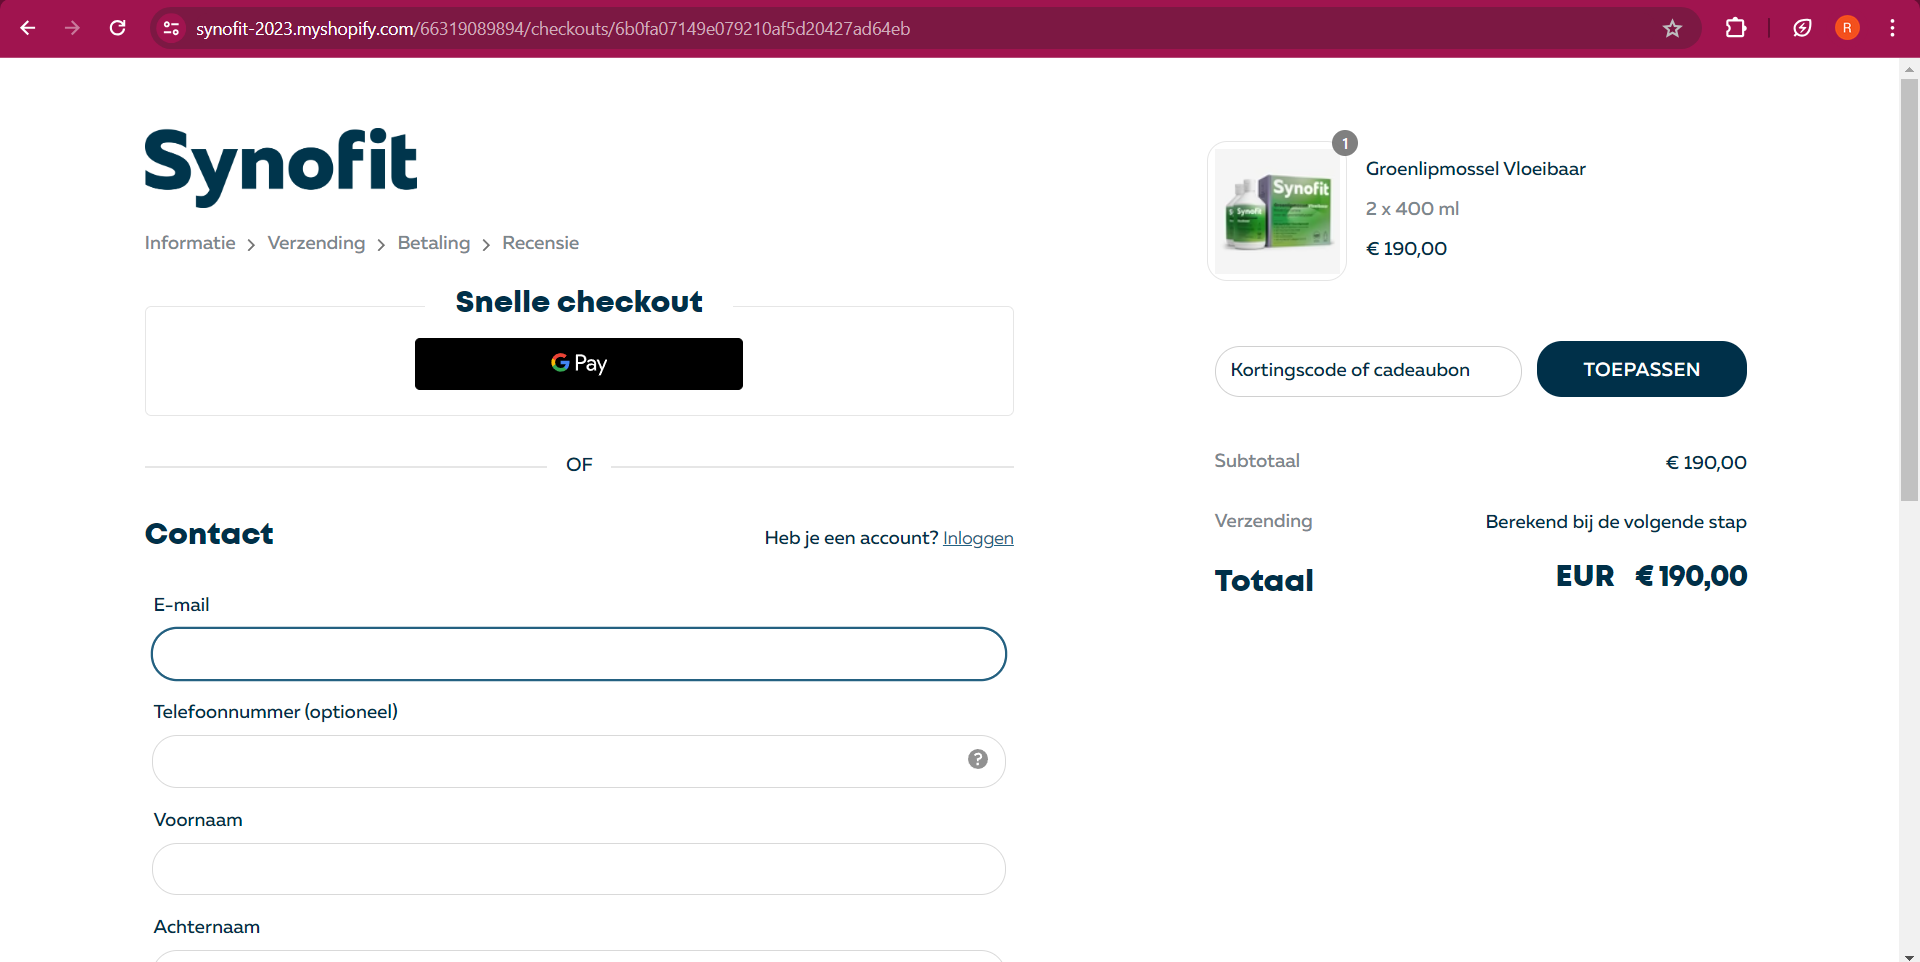 synofit-2023.myshopify.com/66319089894/checkouts/6b0fa07149e079210af5d20427ad64eb
R
Synofit
Informatie > Verzending > Betaling > Recensie
Snelle checkout
G Pay
OF
Contact
Heb je een account? Inloggen
E-mail
Telefoonnummer (optioneel)
?
Voornaam
Achternaam
1
Synofit
Synofit
Groenlipmossel Vloeibaar
2 x 400 ml
€ 190,00
Kortingscode of cadeaubon
TOEPASSEN
Subtotaal
€ 190,00
Verzending
Berekend bij de volgende stap
Totaal
EUR € 190,00